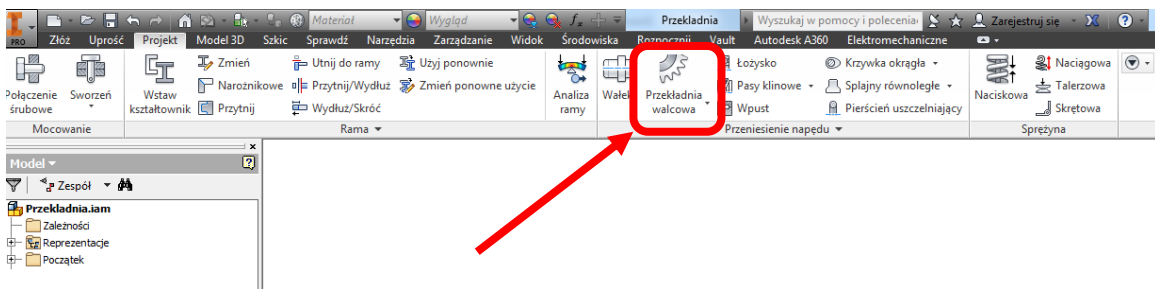 Materiał Wygląd Przekladnia Wyszukaj w pomocy i polecenia Zarejestruj się
PRO Złóż Uprość Projekt Model 3D Szkic Sprawdź Narzędzia Zarządzanie Widok Środowiska Rozpocznij Vault Autodesk A360 Elektromechaniczne
Zmień Utnij do ramy Użyj ponownie Łożysko Krzywka okrągła Naciągowa
Narożnikowe Przytnij/Wydłuż Zmień ponowne użycie Pasy klinowe Splajny równoległe Talerzowa
Połączenie Sworzeń Wstaw Analiza Wałek Przekładnia Naciskowa
śrubowe kształtownik Przytnij Wydłuż/Skróć ramy walcowa Wpust Pierścień uszczelniający Skrętowa
Mocowanie Rama Przeniesienie napędu Sprężyna
Model
Zespół
Przekladnia.iam
Zależności
Reprezentacje
Początek